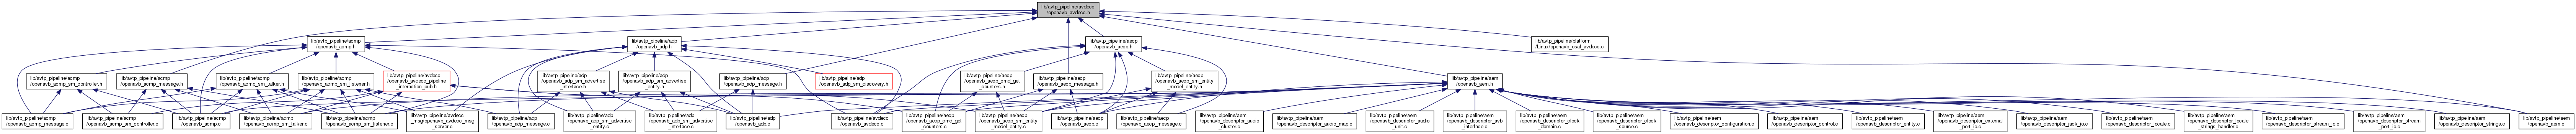 lib/avtp_pipeline/avdecc
/openavb_avdecc.h
lib/avtp_pipeline/acmp
/openavb_acmp.h
lib/avtp_pipeline/adp
/openavb_adp.h
lib/avtp_pipeline/aecp
/openavb_aecp.h
lib/avtp_pipeline/platform
/Linux/openavb_osal_avdecc.c
lib/avtp_pipeline/acmp
/openavb_acmp_sm_controller.h
lib/avtp_pipeline/acmp
/openavb_acmp_message.h
lib/avtp_pipeline/acmp
/openavb_acmp_sm_talker.h
lib/avtp_pipeline/acmp
/openavb_acmp_sm_listener.h
lib/avtp_pipeline/avdecc
/openavb_avdecc_pipeline
_interaction_pub.h
lib/avtp_pipeline/adp
/openavb_adp_sm_advertise
_interface.h
lib/avtp_pipeline/adp
/openavb_adp_sm_advertise
_entity.h
lib/avtp_pipeline/adp
/openavb_adp_message.h
lib/avtp_pipeline/adp
/openavb_adp_sm_discovery.h
lib/avtp_pipeline/aecp
/openavb_aecp_cmd_get
_counters.h
lib/avtp_pipeline/aecp
/openavb_aecp_message.h
lib/avtp_pipeline/aecp
/openavb_aecp_sm_entity
_model_entity.h
lib/avtp_pipeline/aem
/openavb_aem.h
lib/avtp_pipeline/acmp
/openavb_acmp_message.c
lib/avtp_pipeline/acmp
/openavb_acmp_sm_controller.c
lib/avtp_pipeline/acmp
/openavb_acmp.c
lib/avtp_pipeline/acmp
/openavb_acmp_sm_talker.c
lib/avtp_pipeline/acmp
/openavb_acmp_sm_listener.c
lib/avtp_pipeline/avdecc
_msg/openavb_avdecc_msg
_server.c
lib/avtp_pipeline/adp
/openavb_adp_message.c
lib/avtp_pipeline/adp
/openavb_adp_sm_advertise
_entity.c
lib/avtp_pipeline/adp
/openavb_adp_sm_advertise
_interface.c
lib/avtp_pipeline/adp
/openavb_adp.c
lib/avtp_pipeline/avdecc
/openavb_avdecc.c
lib/avtp_pipeline/aecp
/openavb_aecp_cmd_get
_counters.c
lib/avtp_pipeline/aecp
/openavb_aecp_sm_entity
_model_entity.c
lib/avtp_pipeline/aecp
/openavb_aecp.c
lib/avtp_pipeline/aecp
/openavb_aecp_message.c
lib/avtp_pipeline/aem
/openavb_descriptor_audio
_cluster.c
lib/avtp_pipeline/aem
/openavb_descriptor_audio_map.c
lib/avtp_pipeline/aem
/openavb_descriptor_audio
_unit.c
lib/avtp_pipeline/aem
/openavb_descriptor_avb
_interface.c
lib/avtp_pipeline/aem
/openavb_descriptor_clock
_domain.c
lib/avtp_pipeline/aem
/openavb_descriptor_clock
_source.c
lib/avtp_pipeline/aem
/openavb_descriptor_configuration.c
lib/avtp_pipeline/aem
/openavb_descriptor_control.c
lib/avtp_pipeline/aem
/openavb_descriptor_entity.c
lib/avtp_pipeline/aem
/openavb_descriptor_external
_port_io.c
lib/avtp_pipeline/aem
/openavb_descriptor_jack_io.c
lib/avtp_pipeline/aem
/openavb_descriptor_locale.c
lib/avtp_pipeline/aem
/openavb_descriptor_locale
_strings_handler.c
lib/avtp_pipeline/aem
/openavb_descriptor_stream_io.c
lib/avtp_pipeline/aem
/openavb_descriptor_stream
_port_io.c
lib/avtp_pipeline/aem
/openavb_descriptor_strings.c
lib/avtp_pipeline/aem
/openavb_aem.c